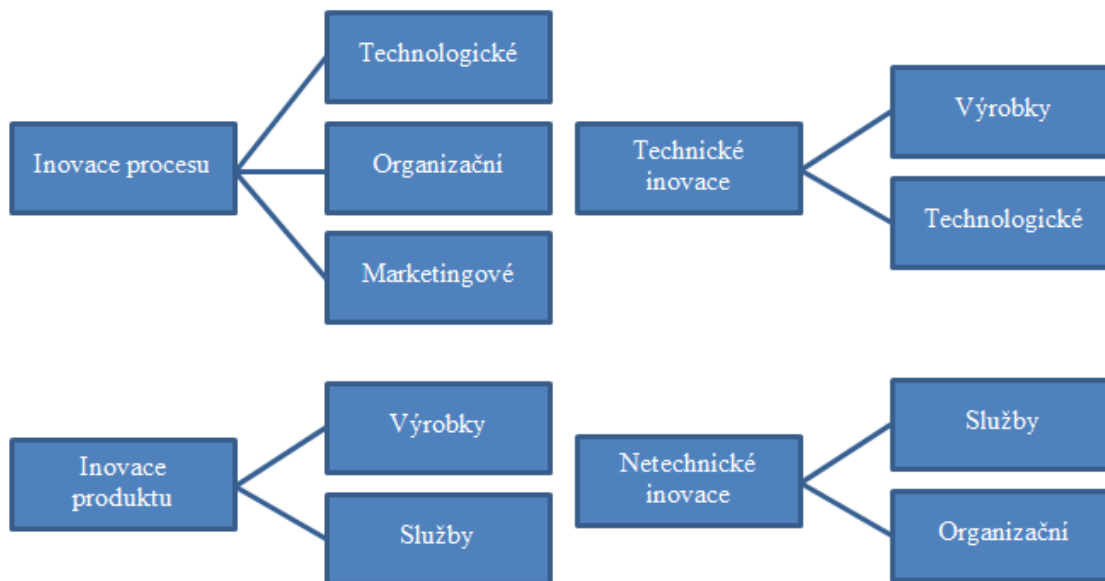 Inovace procesu
Technologické
Organizační
Marketingové
Technické
inovace
Výrobky
Technologické
Inovace
produktu
Výrobky
Služby
Netechnické
inovace
Služby
Organizační